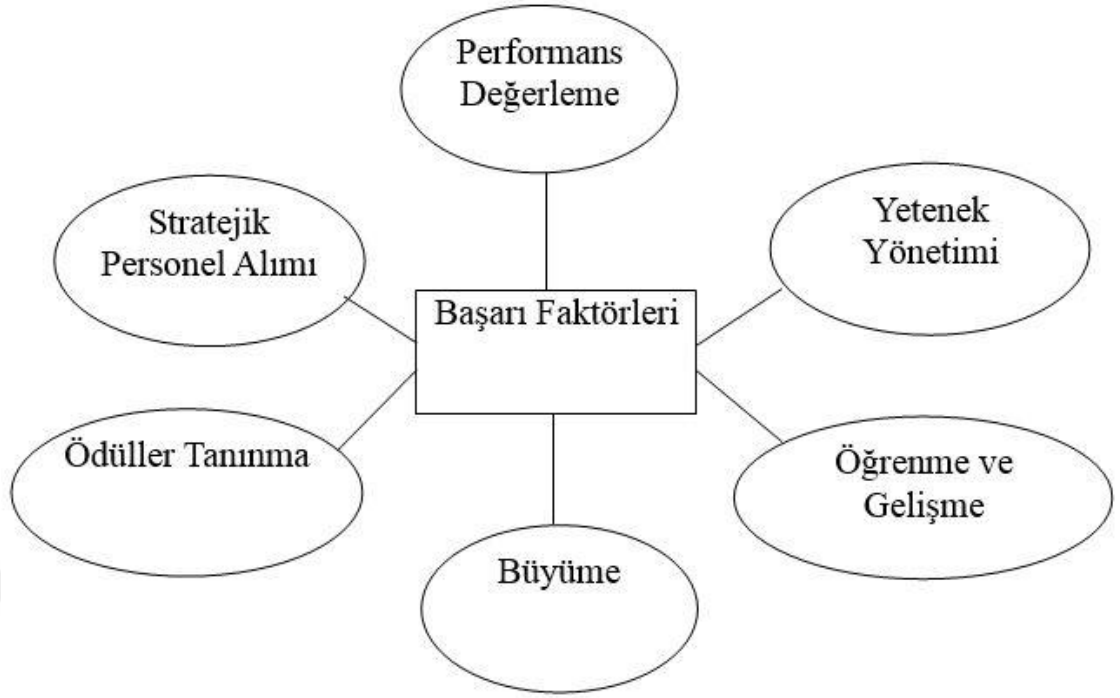 Performans
Değerleme
Stratejik
Personel Alımı
Yetenek
Yönetimi
Başarı Faktörleri
Ödüller Tanınma
Öğrenme ve
Gelişme
Büyüme